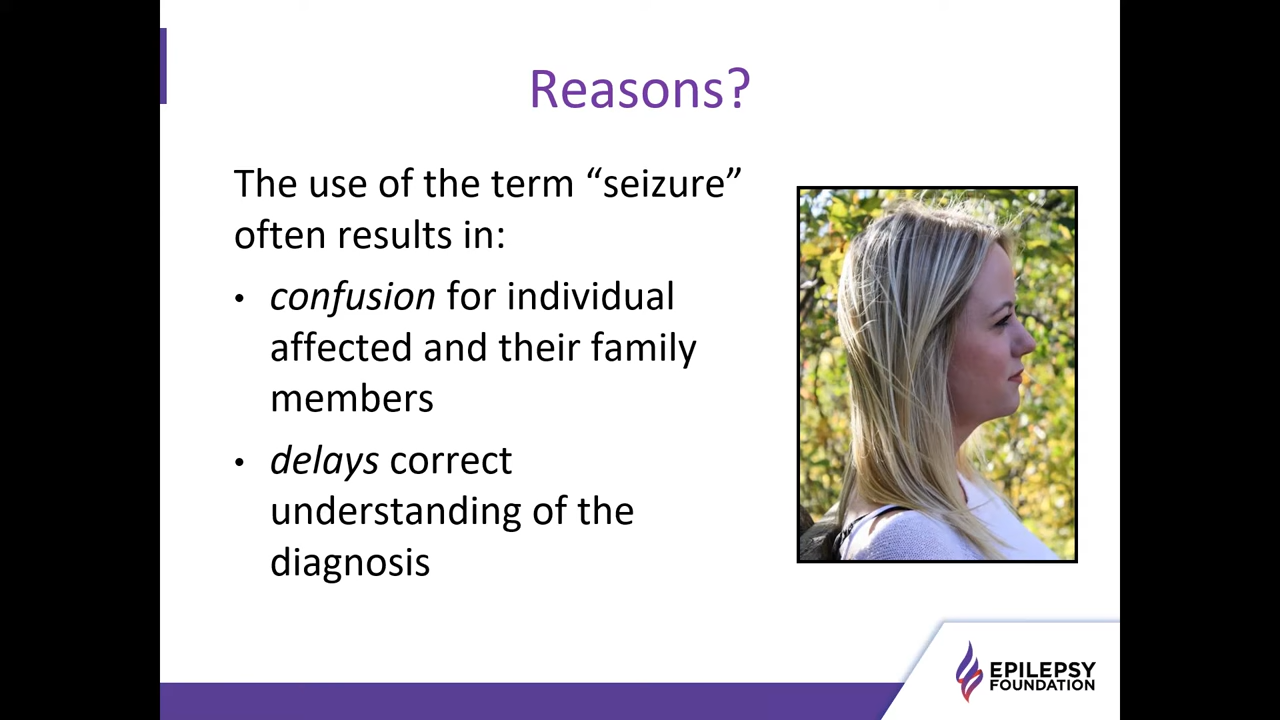 Reasons?
The use of the term “seizure”
often results in:
• confusion for individual
affected and their family
members
• delays correct
understanding of the
diagnosis
EPILEPSY
FOUNDATION